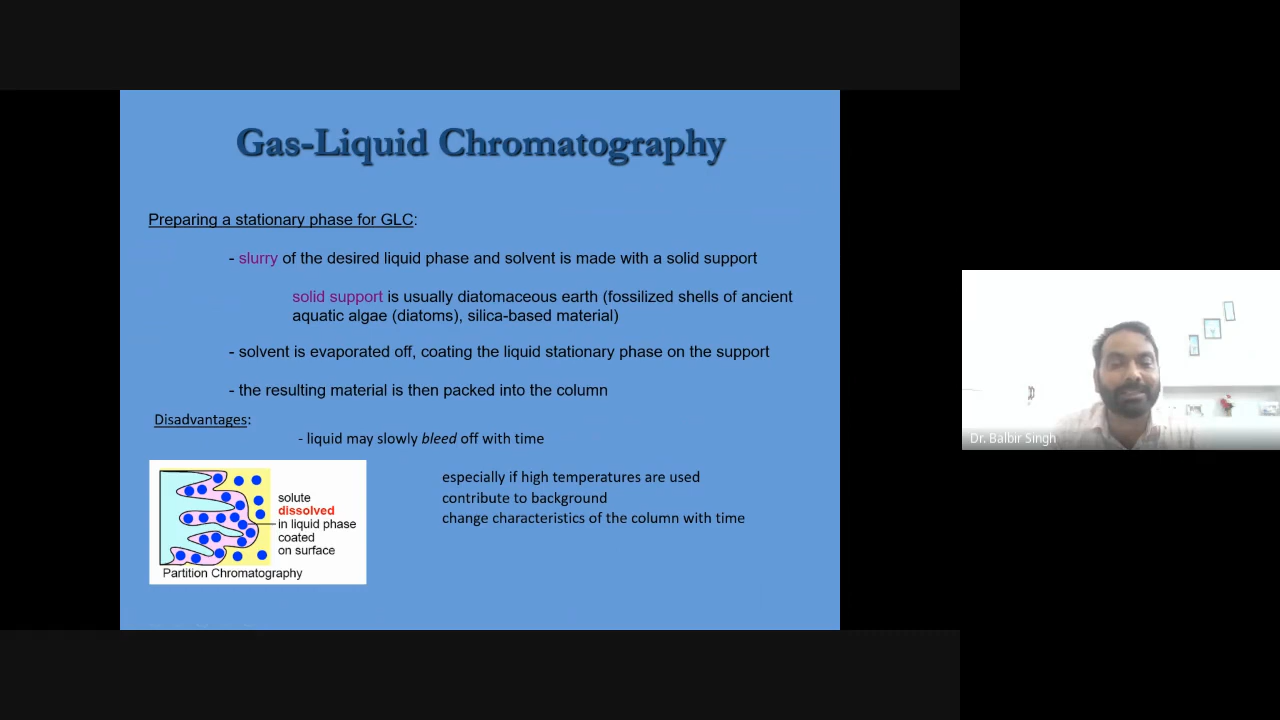 Gas-Liquid Chromatography
Preparing a stationary phase for GLC:
- slurry of the desired liquid phase and solvent is made with a solid support
solid support is usually diatomaceous earth (fossilized shells of ancient
aquatic algae (diatoms), silica-based material)
- solvent is evaporated off, coating the liquid stationary phase on the support
- the resulting material is then packed into the column
Disadvantages:
- liquid may slowly bleed off with time
especially if high temperatures are used
contribute to background
change characteristics of the column with time
solute
dissolved
in liquid phase
coated
on surface
Partition Chromatography
Dr. Balbir Singh